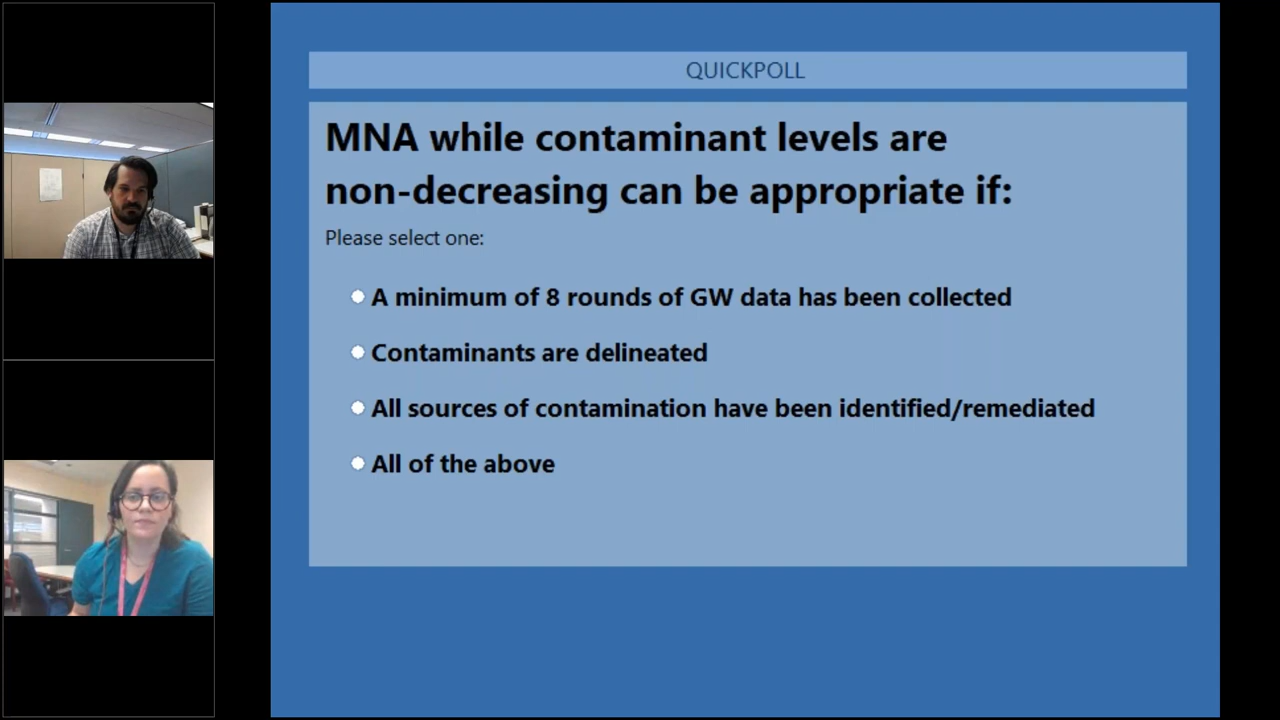 QUICKPOLL
MNA while contaminant levels are
non-decreasing can be appropriate if:
Please select one:
A minimum of 8 rounds of GW data has been collected
Contaminants are delineated
All sources of contamination have been identified/remediated
All of the above